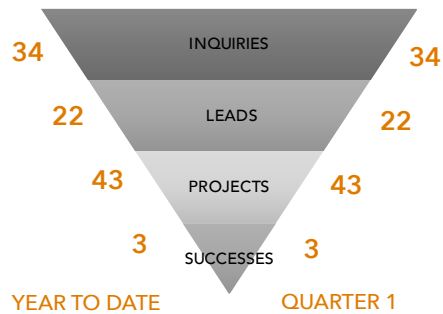 INQUIRIES
34 34
LEADS
22 22
PROJECTS
43 43
SUCCESSES
3 3
YEAR TO DATE QUARTER 1